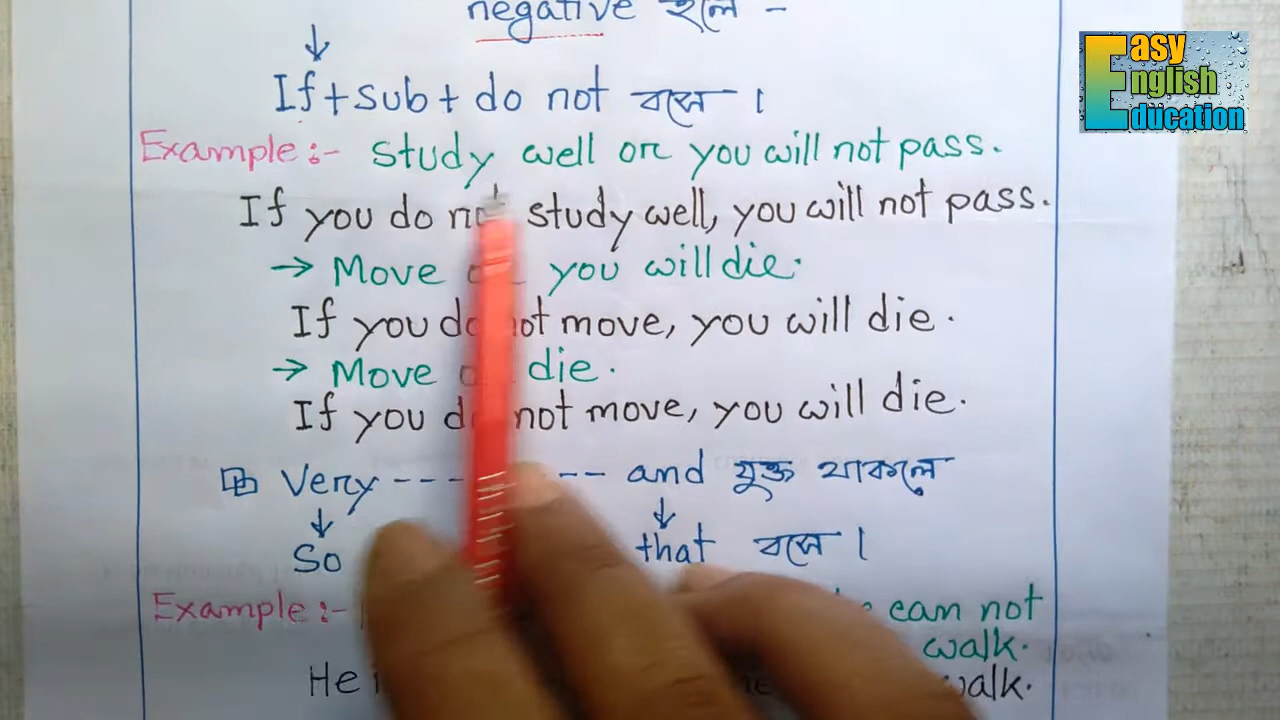 negative হলে -
↓
If + sub + do not বসে ।
Easy
English
Education
Example :- Study well or you will not pass.
If you do not study well, you will not pass.
→ Move you will die.
If you do not move, you will die.
→ Move die.
If you do not move, you will die.
Very ---- -- and যুক্ত থাকলে
↓ ↓
So that বসে ।
Example :- can not
walk.
He walk.